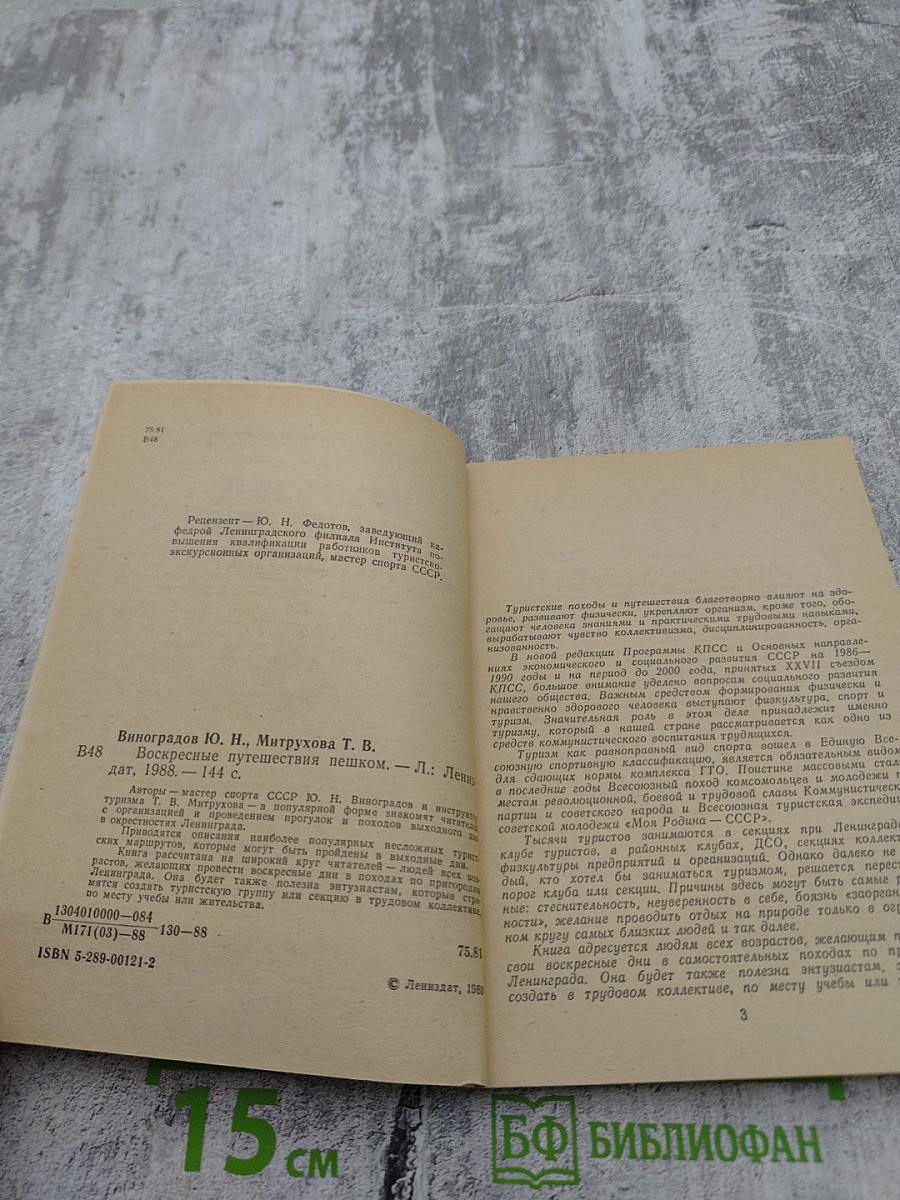 75.81
В48
Рецензент — Ю. Н. Федотов, заведующий ка-
федрой Ленинградского филиала Института по-
вышения квалификации работников туристско-
экскурсионных организаций, мастер спорта СССР.
Виноградов Ю. Н., Митрухова Т. В.
В48 Воскресные путешествия пешком. — Л.: Лениз-
дат, 1988. — 144 с.
Авторы — мастер спорта СССР Ю. Н. Виноградов и инструктор
туризма Т. В. Митрухова — в популярной форме знакомят читателей
с организацией и проведением прогулок и походов выходного дня
в окрестностях Ленинграда.
Приводятся описания наиболее популярных несложных турист-
ских маршрутов, которые могут быть пройдены в выходные дни.
Книга рассчитана на широкий круг читателей — людей всех воз-
растов, желающих провести воскресные дни в походах по пригородам
Ленинграда. Она будет также полезна энтузиастам, которые стре-
мятся создать туристскую группу или секцию в трудовом коллективе,
по месту учебы или жительства.
В 1304010000—084
М171(03)—88 130—88
75.81
ISBN 5-289-00121-2
© Лениздат, 1988
Туристские походы и путешествия благотворно влияют на здо-
ровье, развивают физически, укрепляют организм, кроме того, обо-
гащают человека знаниями и практическими трудовыми навыками,
вырабатывают чувство коллективизма, дисциплинированность, орга-
низованность.
В новой редакции Программы КПСС и Основных направле-
ниях экономического и социального развития СССР на 1986—
1990 годы и на период до 2000 года, принятых XXVII съездом
КПСС, большое внимание уделено вопросам социального развития
нашего общества. Важным средством формирования физически и
нравственно здорового человека выступают физкультура, спорт и
туризм. Значительная роль в этом деле принадлежит именно
туризму, который в нашей стране рассматривается как одно из
средств коммунистического воспитания трудящихся.
Туризм как равноправный вид спорта вошел в Единую Все-
союзную спортивную классификацию, является обязательным видом
для сдающих нормы комплекса ГТО. Поистине массовыми стали
в последние годы Всесоюзный поход комсомольцев и молодежи п
местам революционной, боевой и трудовой славы Коммунистическ
партии и советского народа и Всесоюзная туристская экспедиц
советской молодежи «Моя Родина — СССР».
Тысячи туристов занимаются в секциях при Ленинград
клубе туристов, в районных клубах, ДСО, секциях коллект
физкультуры предприятий и организаций. Однако далеко не
дый, кто хотел бы заниматься туризмом, решается перест
порог клуба или секции. Причины здесь могут быть самые р
ные: стеснительность, неуверенность в себе, боязнь «заорган
ности», желание проводить отдых на природе только в огр
ном кругу самых близких людей и так далее.
Книга адресуется людям всех возрастов, желающим п
свои воскресные дни в самостоятельных походах по пр
Ленинграда. Она будет также полезна энтузиастам,
создать в трудовом коллективе, по месту учебы или
3
15 см
БФ БИБЛИОФАН